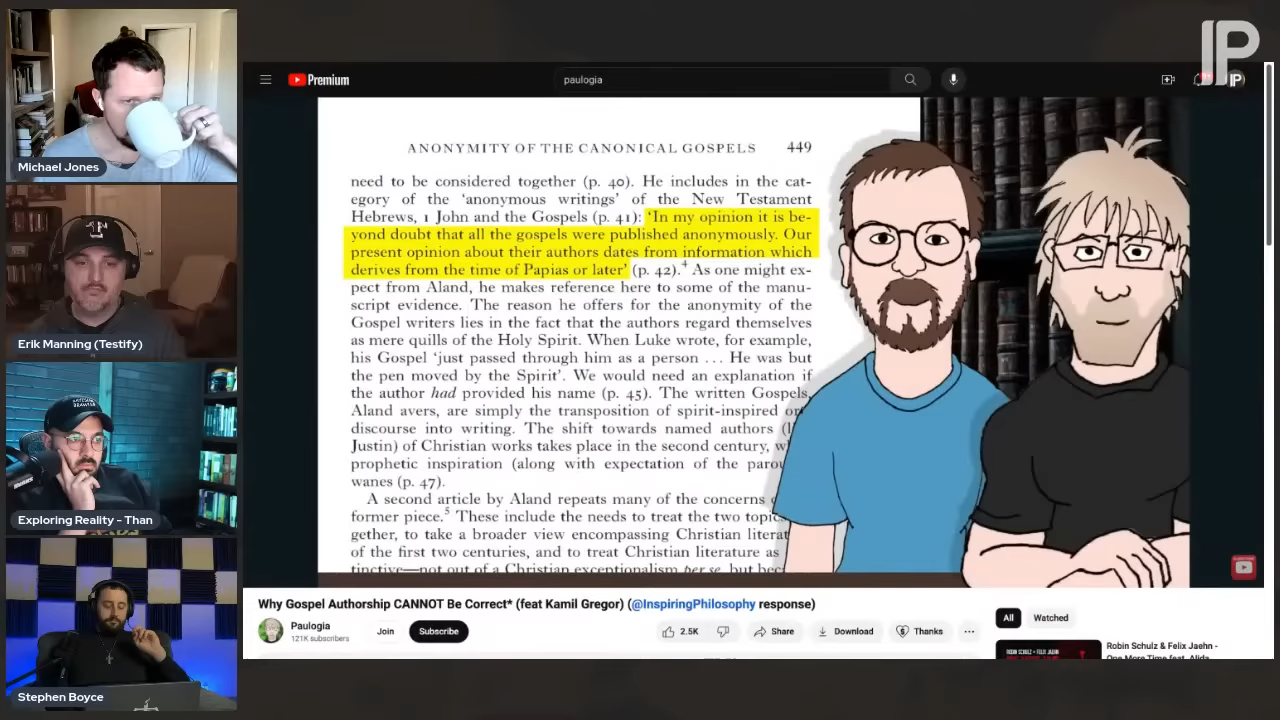 IP
Premium
paulogia
9+
IP
ANONYMITY OF THE CANONICAL GOSPELS 449
need to be considered together (p. 40). He includes in the cat-
egory of the 'anonymous writings' of the New Testament
Hebrews, 1 John and the Gospels (p. 41): 'In my opinion it is be-
yond doubt that all the gospels were published anonymously. Our
present opinion about their authors dates from information which
derives from the time of Papias or later' (p. 42).4 As one might ex-
pect from Aland, he makes reference here to some of the manu-
script evidence. The reason he offers for the anonymity of the
Gospel writers lies in the fact that the authors regard themselves
as mere quills of the Holy Spirit. When Luke wrote, for example,
his Gospel 'just passed through him as a person ... He was but
the pen moved by the Spirit'. We would need an explanation if
the author had provided his name (p. 45). The written Gospels,
Aland avers, are simply the transposition of spirit-inspired
discourse into writing. The shift towards named authors
Justin) of Christian works takes place in the second century,
prophetic inspiration (along with expectation of the
wanes (p. 47).
A second article by Aland repeats many of the concerns
former piece.5 These include the needs to treat the two
gether, to take a broader view encompassing Christian
of the first two centuries, and to treat Christian literature as
tinctive—not out of a Christian exceptionalism per se, but
Michael Jones
Erik Manning (Testify)
Exploring Reality - Than
Stephen Boyce
Why Gospel Authorship CANNOT Be Correct* (feat Kamil Gregor) (@InspiringPhilosophy response)
Paulogia
121K subscribers
Join
Subscribe
2.5K
Share
Download
Thanks
All
Watched
Robin Schulz & Felix Jaehn -
One More Time feat. Alida